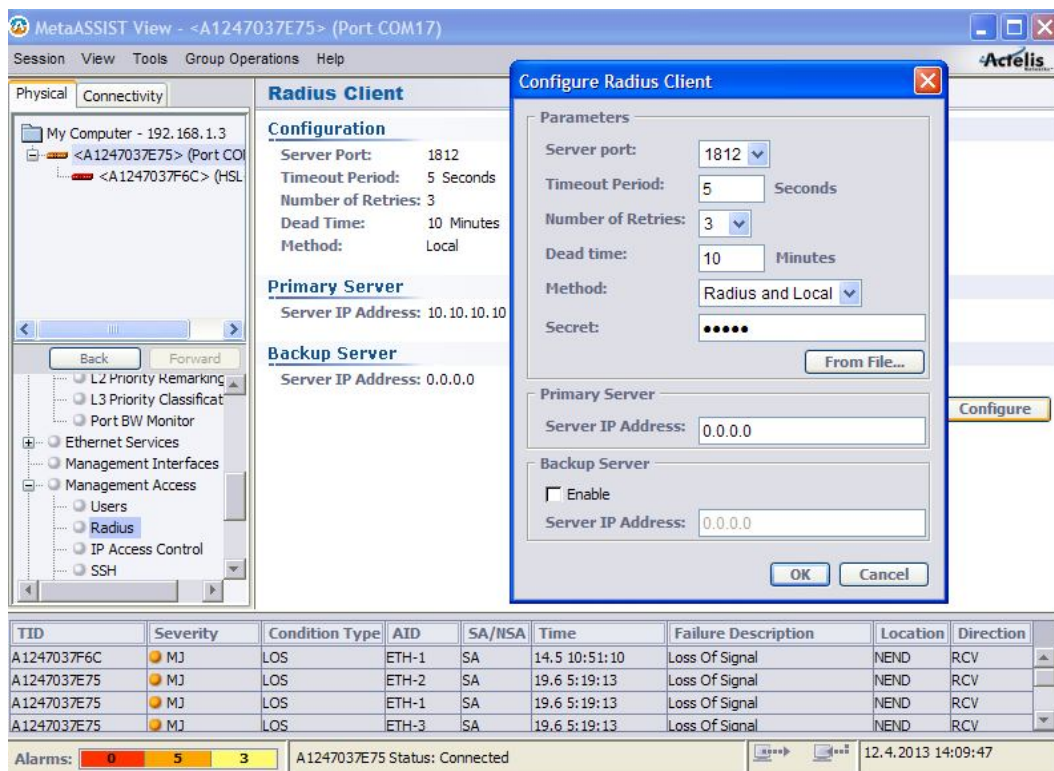 MetaASSIST View - <A1247037E75> (Port COM17)
Session View Tools Group Operations Help
Actelis
Physical Connectivity
My Computer - 192.168.1.3
<A1247037E75> (Port CO
<A1247037F6C> (HSL
Back Forward
L2 Priority Remarking
L3 Priority Classificat
Port BW Monitor
Ethernet Services
Management Interfaces
Management Access
Users
Radius
IP Access Control
SSH
Radius Client
Configuration
Server Port: 1812
Timeout Period: 5 Seconds
Number of Retries: 3
Dead Time: 10 Minutes
Method: Local
Primary Server
Server IP Address: 10.10.10.10
Backup Server
Server IP Address: 0.0.0.0
Configure
Configure Radius Client
Parameters
Server port: 1812
Timeout Period: 5 Seconds
Number of Retries: 3
Dead time: 10 Minutes
Method: Radius and Local
Secret: •••••
From File...
Primary Server
Server IP Address: 0.0.0.0
Backup Server
Enable
Server IP Address: 0.0.0.0
OK Cancel
TID Severity Condition Type AID SA/NSA Time Failure Description Location Direction
A1247037F6C MJ LOS ETH-1 SA 14.5 10:51:10 Loss Of Signal NEND RCV
A1247037E75 MJ LOS ETH-2 SA 19.6 5:19:13 Loss Of Signal NEND RCV
A1247037E75 MJ LOS ETH-1 SA 19.6 5:19:13 Loss Of Signal NEND RCV
A1247037E75 MJ LOS ETH-3 SA 19.6 5:19:13 Loss Of Signal NEND RCV
Alarms: 0 5 3 A1247037E75 Status: Connected 12.4.2013 14:09:47